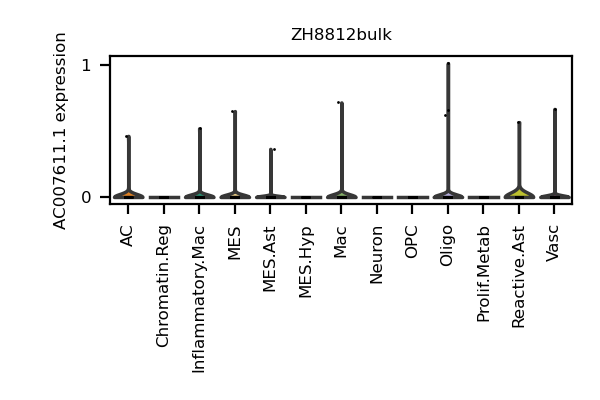 ZH8812bulk
AC007611.1 expression
1
0
AC
Chromatin.Reg
Inflammatory.Mac
MES
MES.Ast
MES.Hyp
Mac
Neuron
OPC
Oligo
Prolif.Metab
Reactive.Ast
Vasc